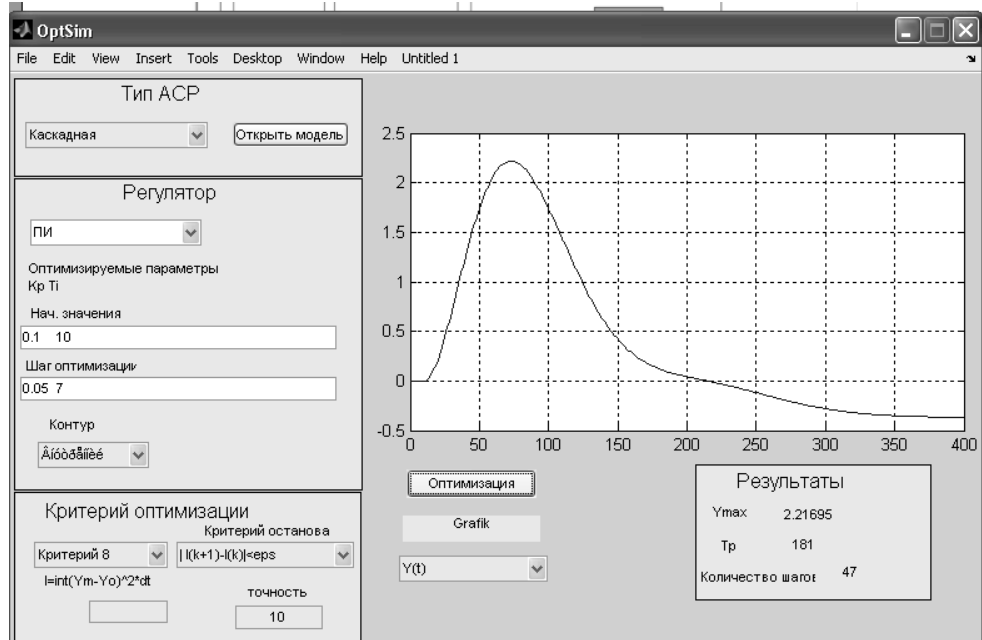 OptSim
File Edit View Insert Tools Desktop Window Help Untitled 1
Тип АСР
Каскадная
Открыть модель
Регулятор
ПИ
Оптимизируемые параметры
Kp Ti
Нач. значения
0.1 10
Шаг оптимизации
0.05 7
Контур
Âíóòðåííèé
Критерий оптимизации
Критерий останова
Критерий 8
| I(k+1)-I(k)|<eps
I=int(Ym-Yo)^2*dt
точность
10
2.5
2
1.5
1
0.5
0
-0.5
0 50 100 150 200 250 300 350 400
Оптимизация
Grafik
Y(t)
Результаты
Ymax 2.21695
Тр 181
Количество шагов 47